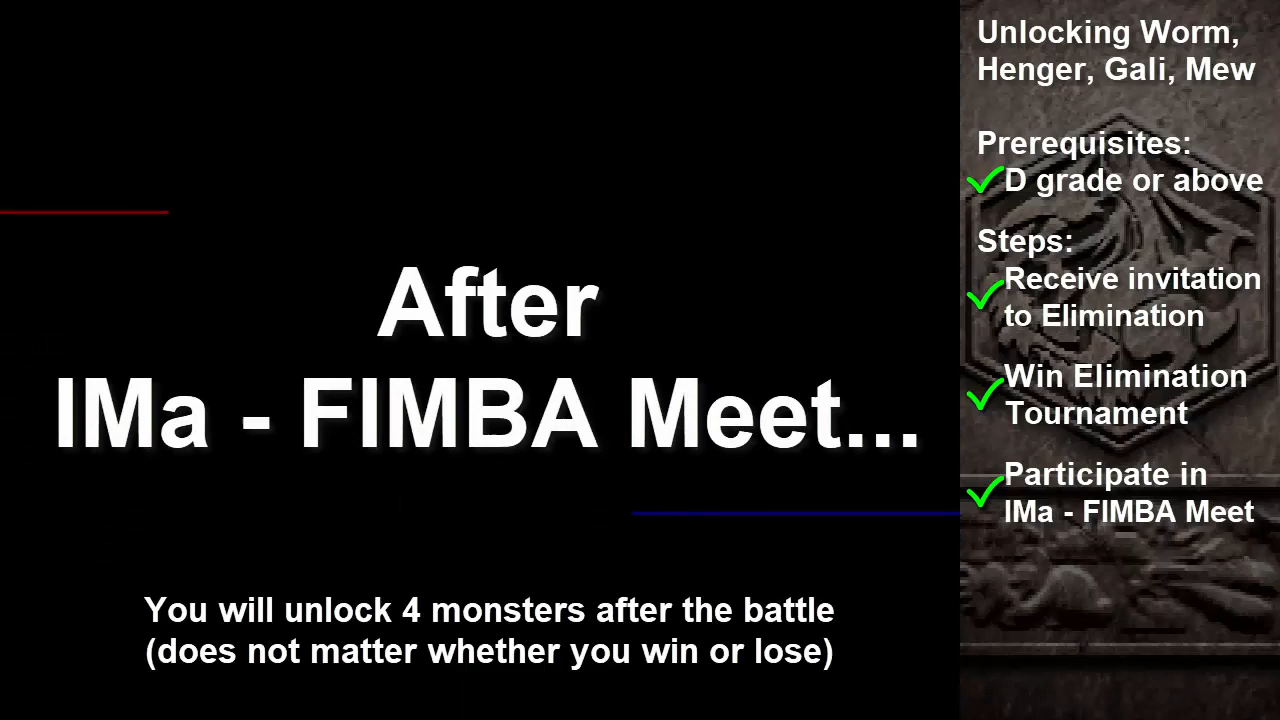 After
IMa - FIMBA Meet...
You will unlock 4 monsters after the battle
(does not matter whether you win or lose)
Unlocking Worm,
Henger, Gali, Mew
Prerequisites:
D grade or above
Steps:
Receive invitation
to Elimination
Win Elimination
Tournament
Participate in
IMa - FIMBA Meet